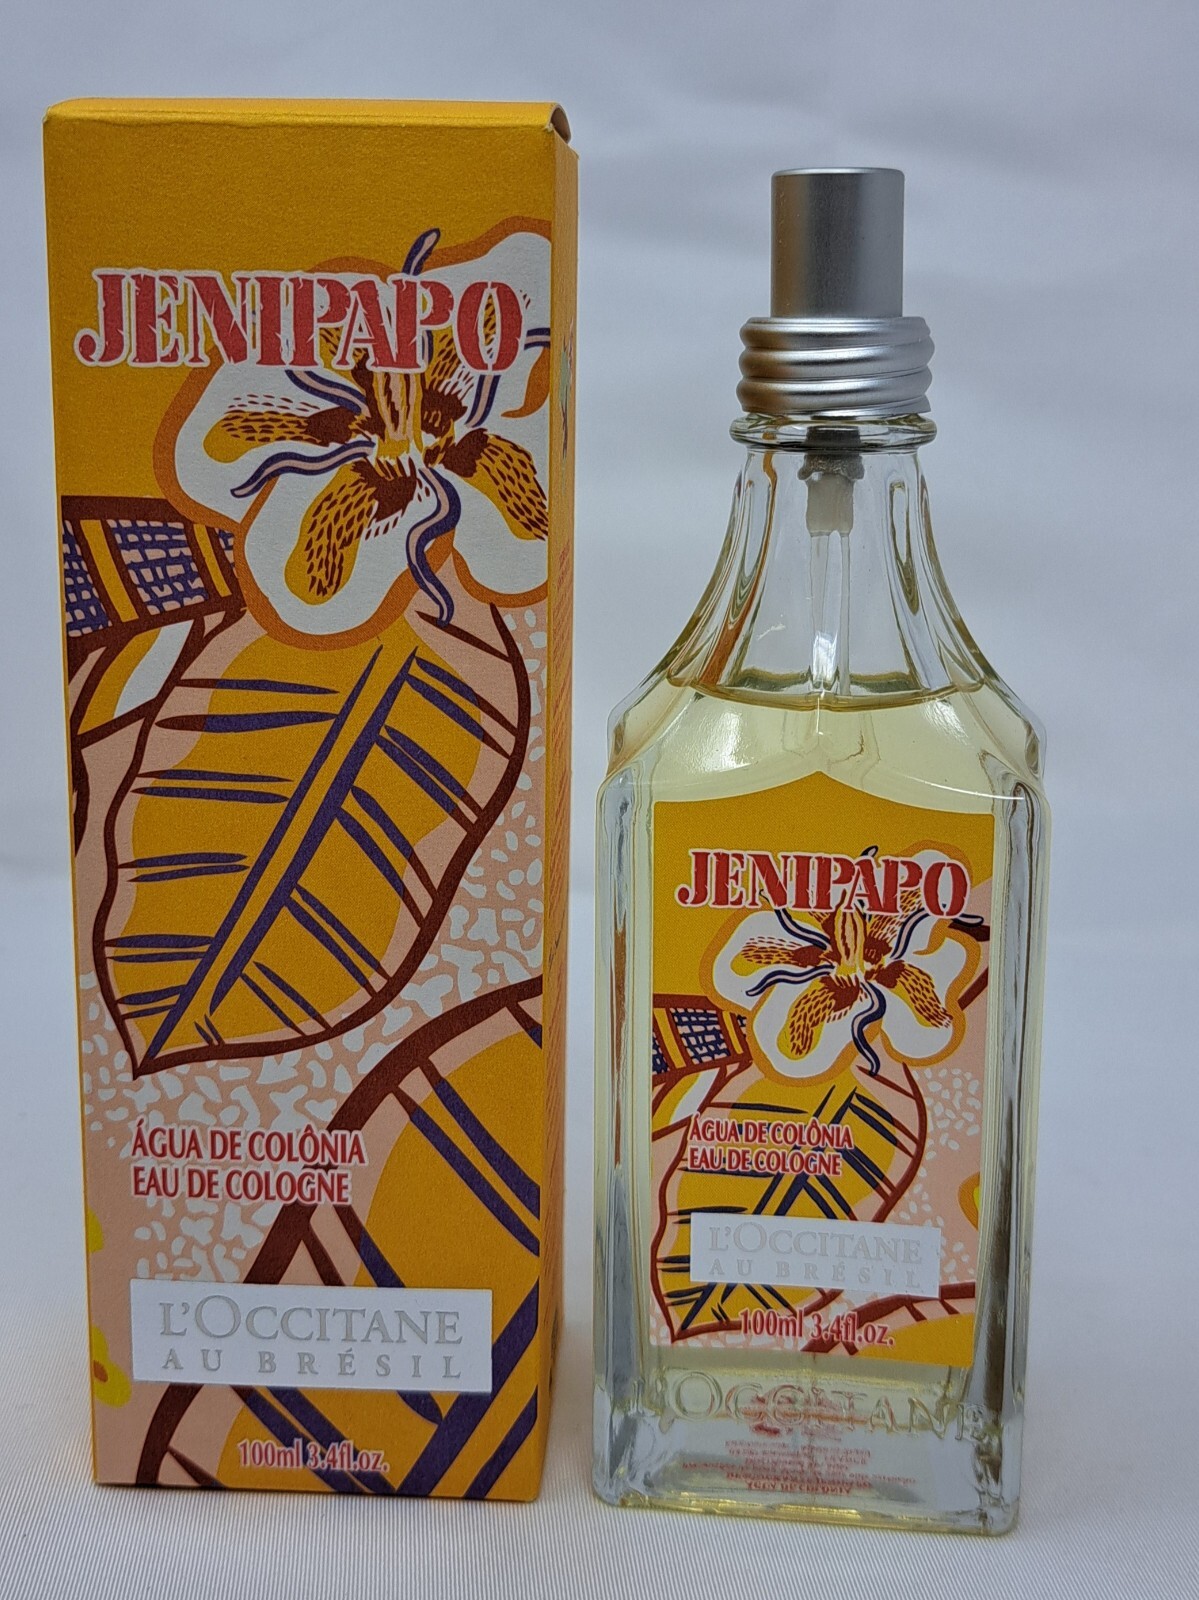 JENIPAPO
ÁGUA DE COLÔNIA
EAU DE COLOGNE
L'OCCITANE
AU BRÉSIL
100ml 3.4fl.oz.
JENIPAPO
ÁGUA DE COLÔNIA
EAU DE COLOGNE
L'OCCITANE
AU BRÉSIL
100ml 3.4fl.oz.
L'OCCITANE